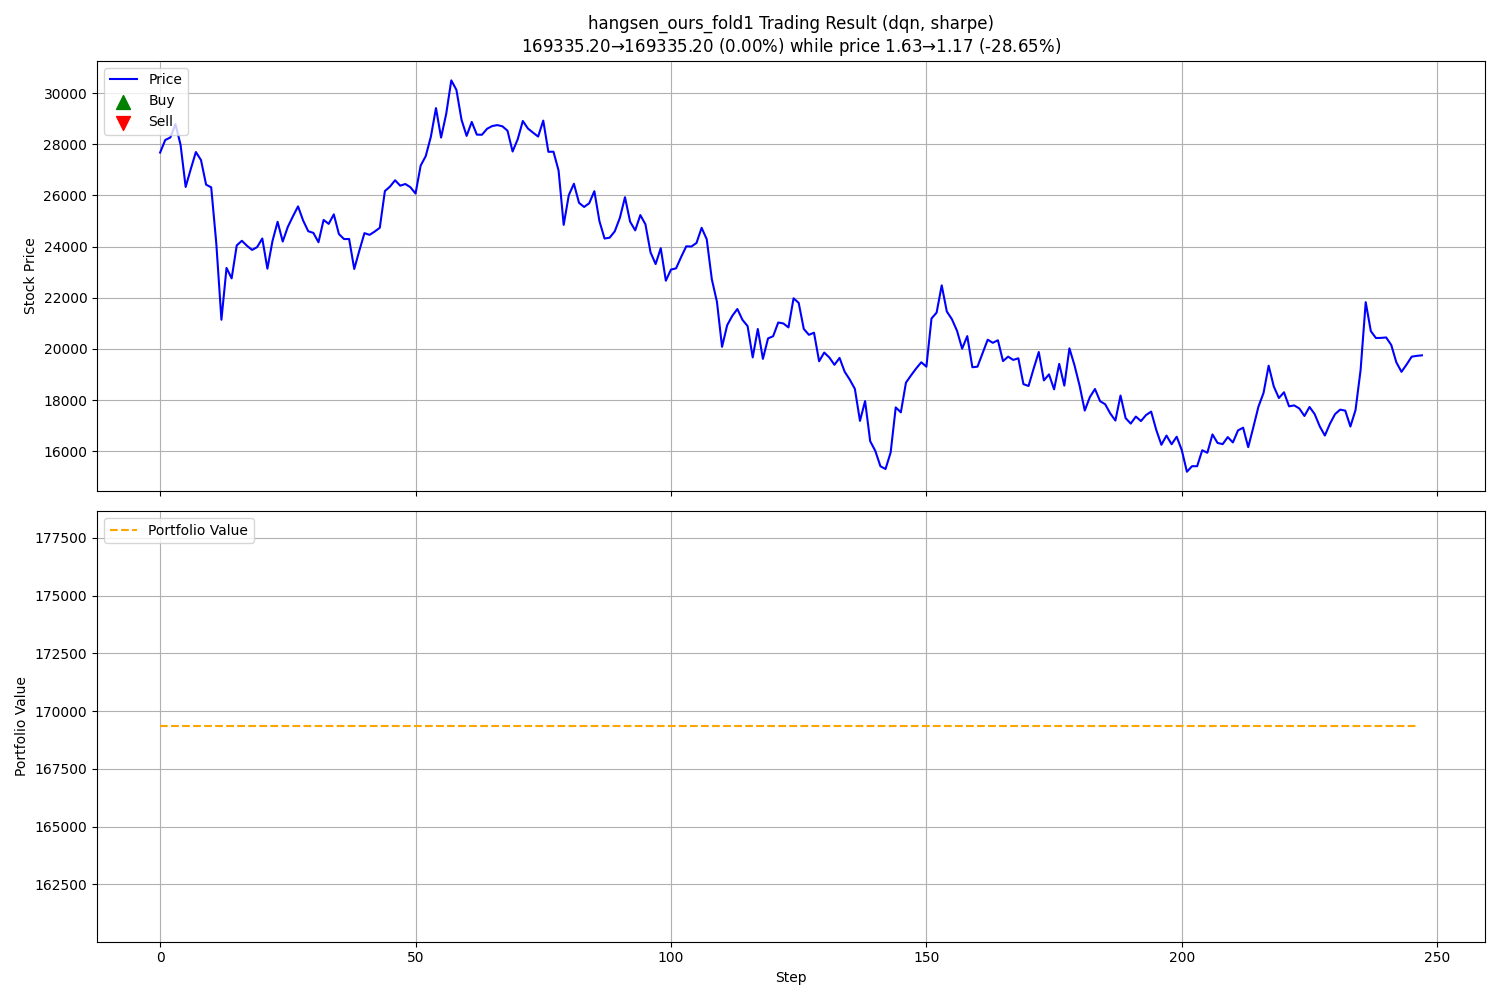 hangsen_ours_fold1 Trading Result (dqn, sharpe)
169335.20→169335.20 (0.00%) while price 1.63→1.17 (-28.65%)
Price
Buy
Sell
Stock Price
30000
28000
26000
24000
22000
20000
18000
16000
Portfolio Value
Portfolio Value
177500
175000
172500
170000
167500
165000
162500
0
50
100
150
200
250
Step